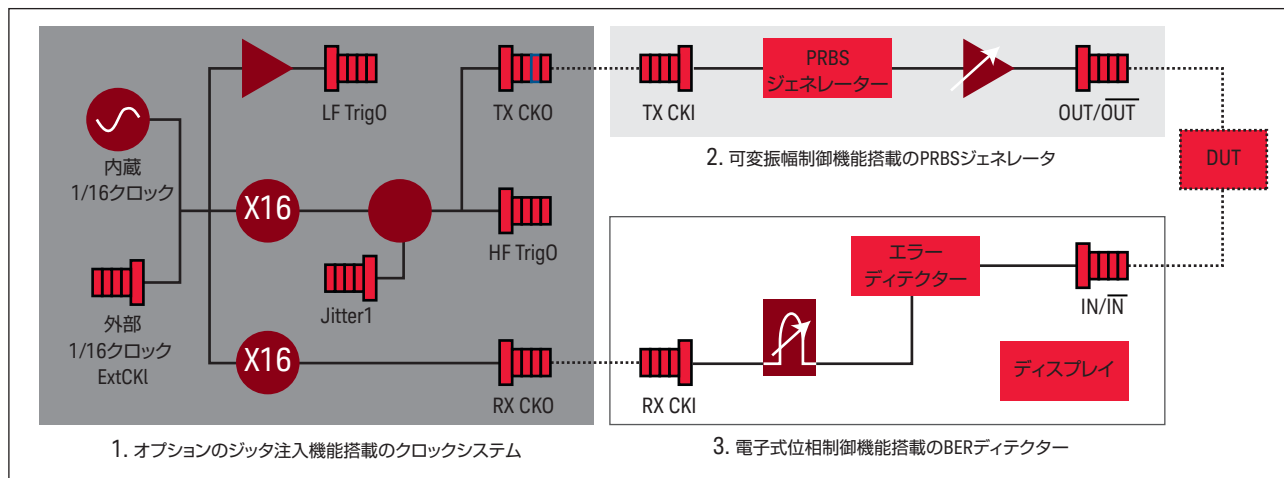 内蔵
1/16クロック
外部
1/16クロック
ExtCKl
LF TrigO
X16
Jitter1
X16
TX CKO
HF TrigO
RX CKO
1. オプションのジッタ注入機能搭載のクロックシステム
TX CKI
PRBS
ジェネレーター
OUT/OUT
2. 可変振幅制御機能搭載のPRBSジェネレータ
DUT
RX CKI
エラー
ディテクター
IN/IN
ディスプレイ
3. 電子式位相制御機能搭載のBERディテクター